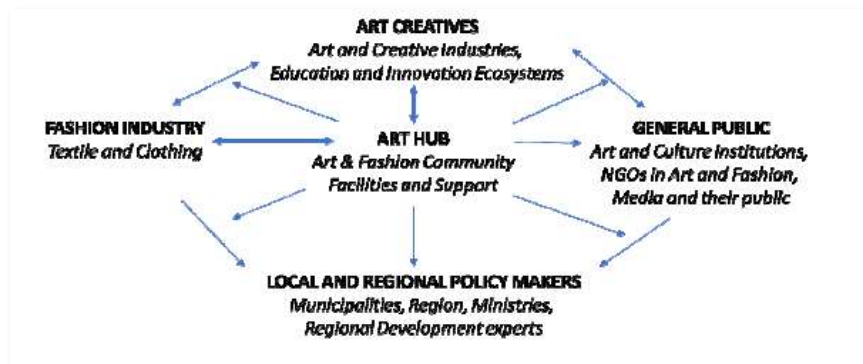 ART CREATIVES
Art and Creative Industries,
Education and Innovation Ecosystems
FASHION INDUSTRY
Textile and Clothing
ART HUB
Art & Fashion Community
Facilities and Support
GENERAL PUBLIC
Art and Culture Institutions,
NGOs in Art and Fashion,
Media and their public
LOCAL AND REGIONAL POLICY MAKERS
Municipalities, Region, Ministries,
Regional Development experts